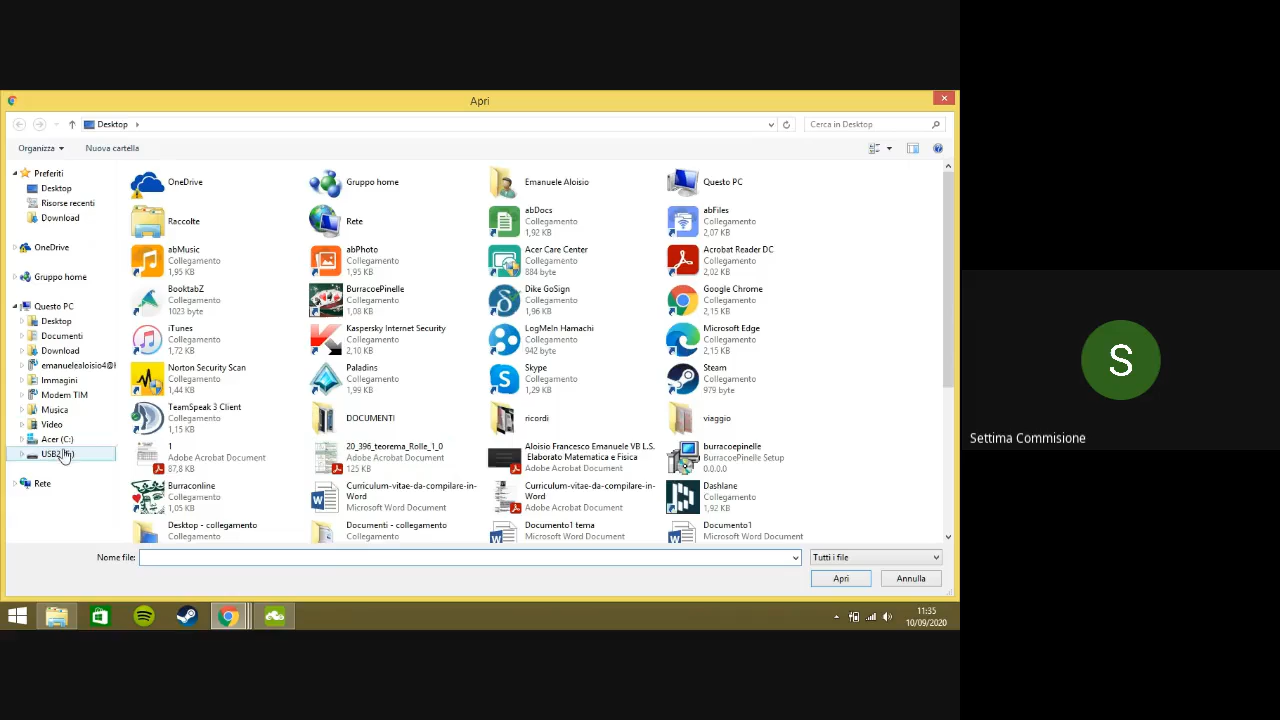 Apri
Desktop
Cerca in Desktop
Organizza
Nuova cartella
Preferiti
Desktop
Risorse recenti
Download
OneDrive
Gruppo home
Questo PC
Desktop
Documenti
Download
emanuelealoisio4@
Immagini
Modem TIM
Musica
Video
Acer (C:)
Rete
OneDrive
Gruppo home
Emanuele Aloisio
Questo PC
Raccolte
Rete
abDocs
Collegamento
1,92 KB
abFiles
Collegamento
2,07 KB
abMusic
Collegamento
1,95 KB
abPhoto
Collegamento
1,95 KB
Acer Care Center
Collegamento
884 byte
Acrobat Reader DC
Collegamento
2,02 KB
BooktabZ
Collegamento
1023 byte
BurracoePinelle
Collegamento
1,08 KB
Dike GoSign
Collegamento
1,96 KB
Google Chrome
Collegamento
2,15 KB
iTunes
Collegamento
1,72 KB
Kaspersky Internet Security
Collegamento
2,10 KB
LogMeIn Hamachi
Collegamento
942 byte
Microsoft Edge
Collegamento
2,15 KB
Norton Security Scan
Collegamento
1,44 KB
Paladins
Collegamento
1,99 KB
Skype
Collegamento
1,29 KB
Steam
Collegamento
979 byte
TeamSpeak 3 Client
Collegamento
1,15 KB
DOCUMENTI
ricordi
viaggio
1
Adobe Acrobat Document
87,8 KB
20_396_teorema_Rolle_1_0
Adobe Acrobat Document
125 KB
Aloisio Francesco Emanuele VB L.S.
Elaborato Matematica e Fisica
Adobe Acrobat Document
burracoepinelle
BurracoePinelle Setup
0.0.0.0
Burraconline
Collegamento
1,05 KB
Curriculum-vitae-da-compilare-in-
Word
Microsoft Word Document
Curriculum-vitae-da-compilare-in-
Word
Adobe Acrobat Document
Dashlane
Collegamento
1,92 KB
Desktop - collegamento
Collegamento
Documenti - collegamento
Collegamento
Documento1 tema
Microsoft Word Document
Documento1
Microsoft Word Document
Nome file:
Tutti i file
Apri
Annulla
11:35
10/09/2020
S
Settima Commisione